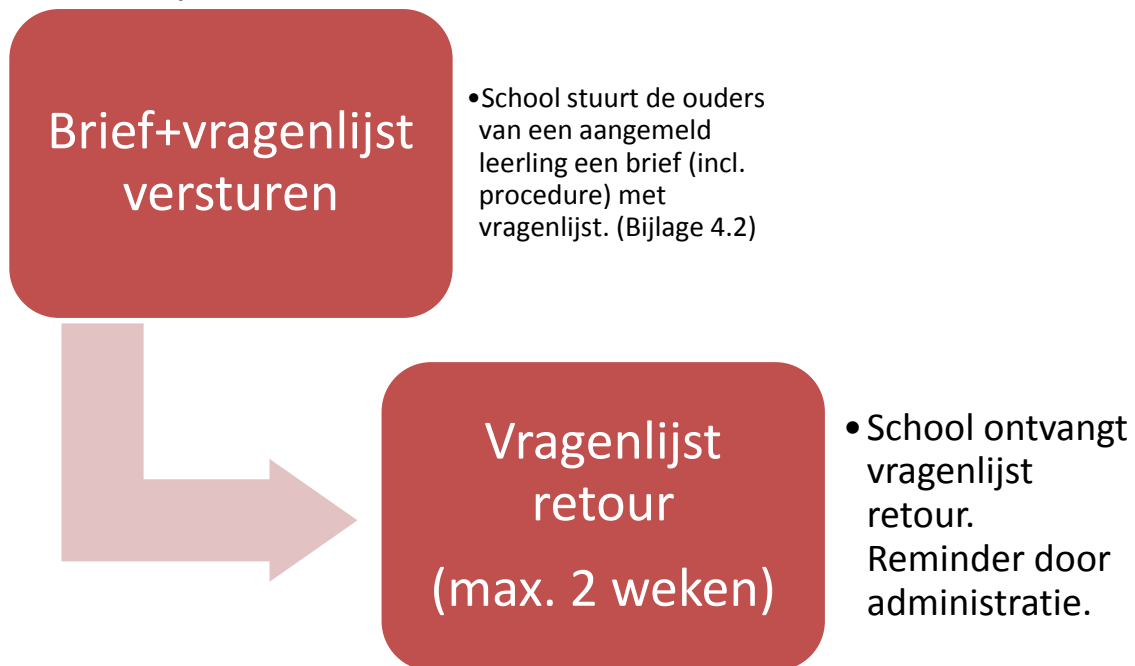 Brief+vragenlijst
versturen
•School stuurt de ouders
van een aangemeld
leerling een brief (incl.
procedure) met
vragenlijst. (Bijlage 4.2)
Vragenlijst
retour
(max. 2 weken)
•School ontvangt
vragenlijst
retour.
Reminder door
administratie.